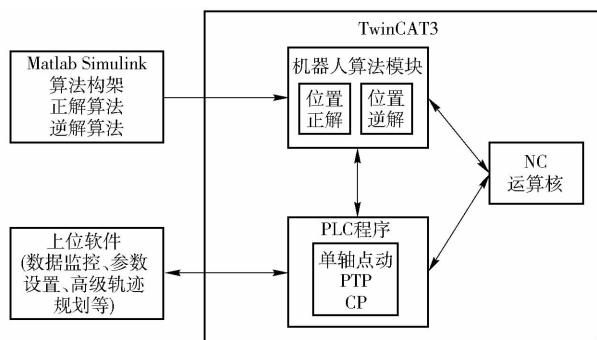 TwinCAT3
Matlab Simulink
算法构架
正解算法
逆解算法
机器人算法模块
位置
正解
位置
逆解
NC
运算核
上位软件
(数据监控、参数
设置、高级轨迹
规划等)
PLC程序
单轴点动
PTP
CP